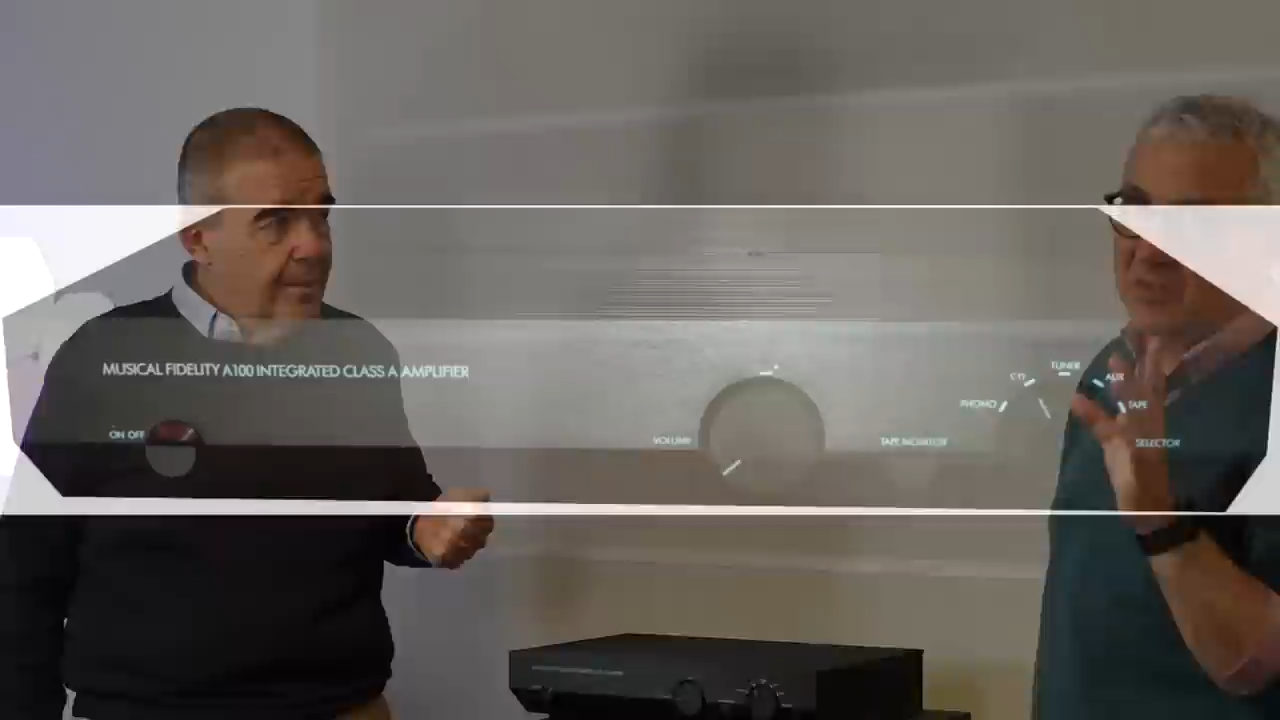 MUSICAL FIDELITY A100 INTEGRATED CLASS A AMPLIFIER
ON OFF
VOLUME
TAPE MONITOR
PHONO
CD
TUNER
AUX
TAPE
SELECTOR